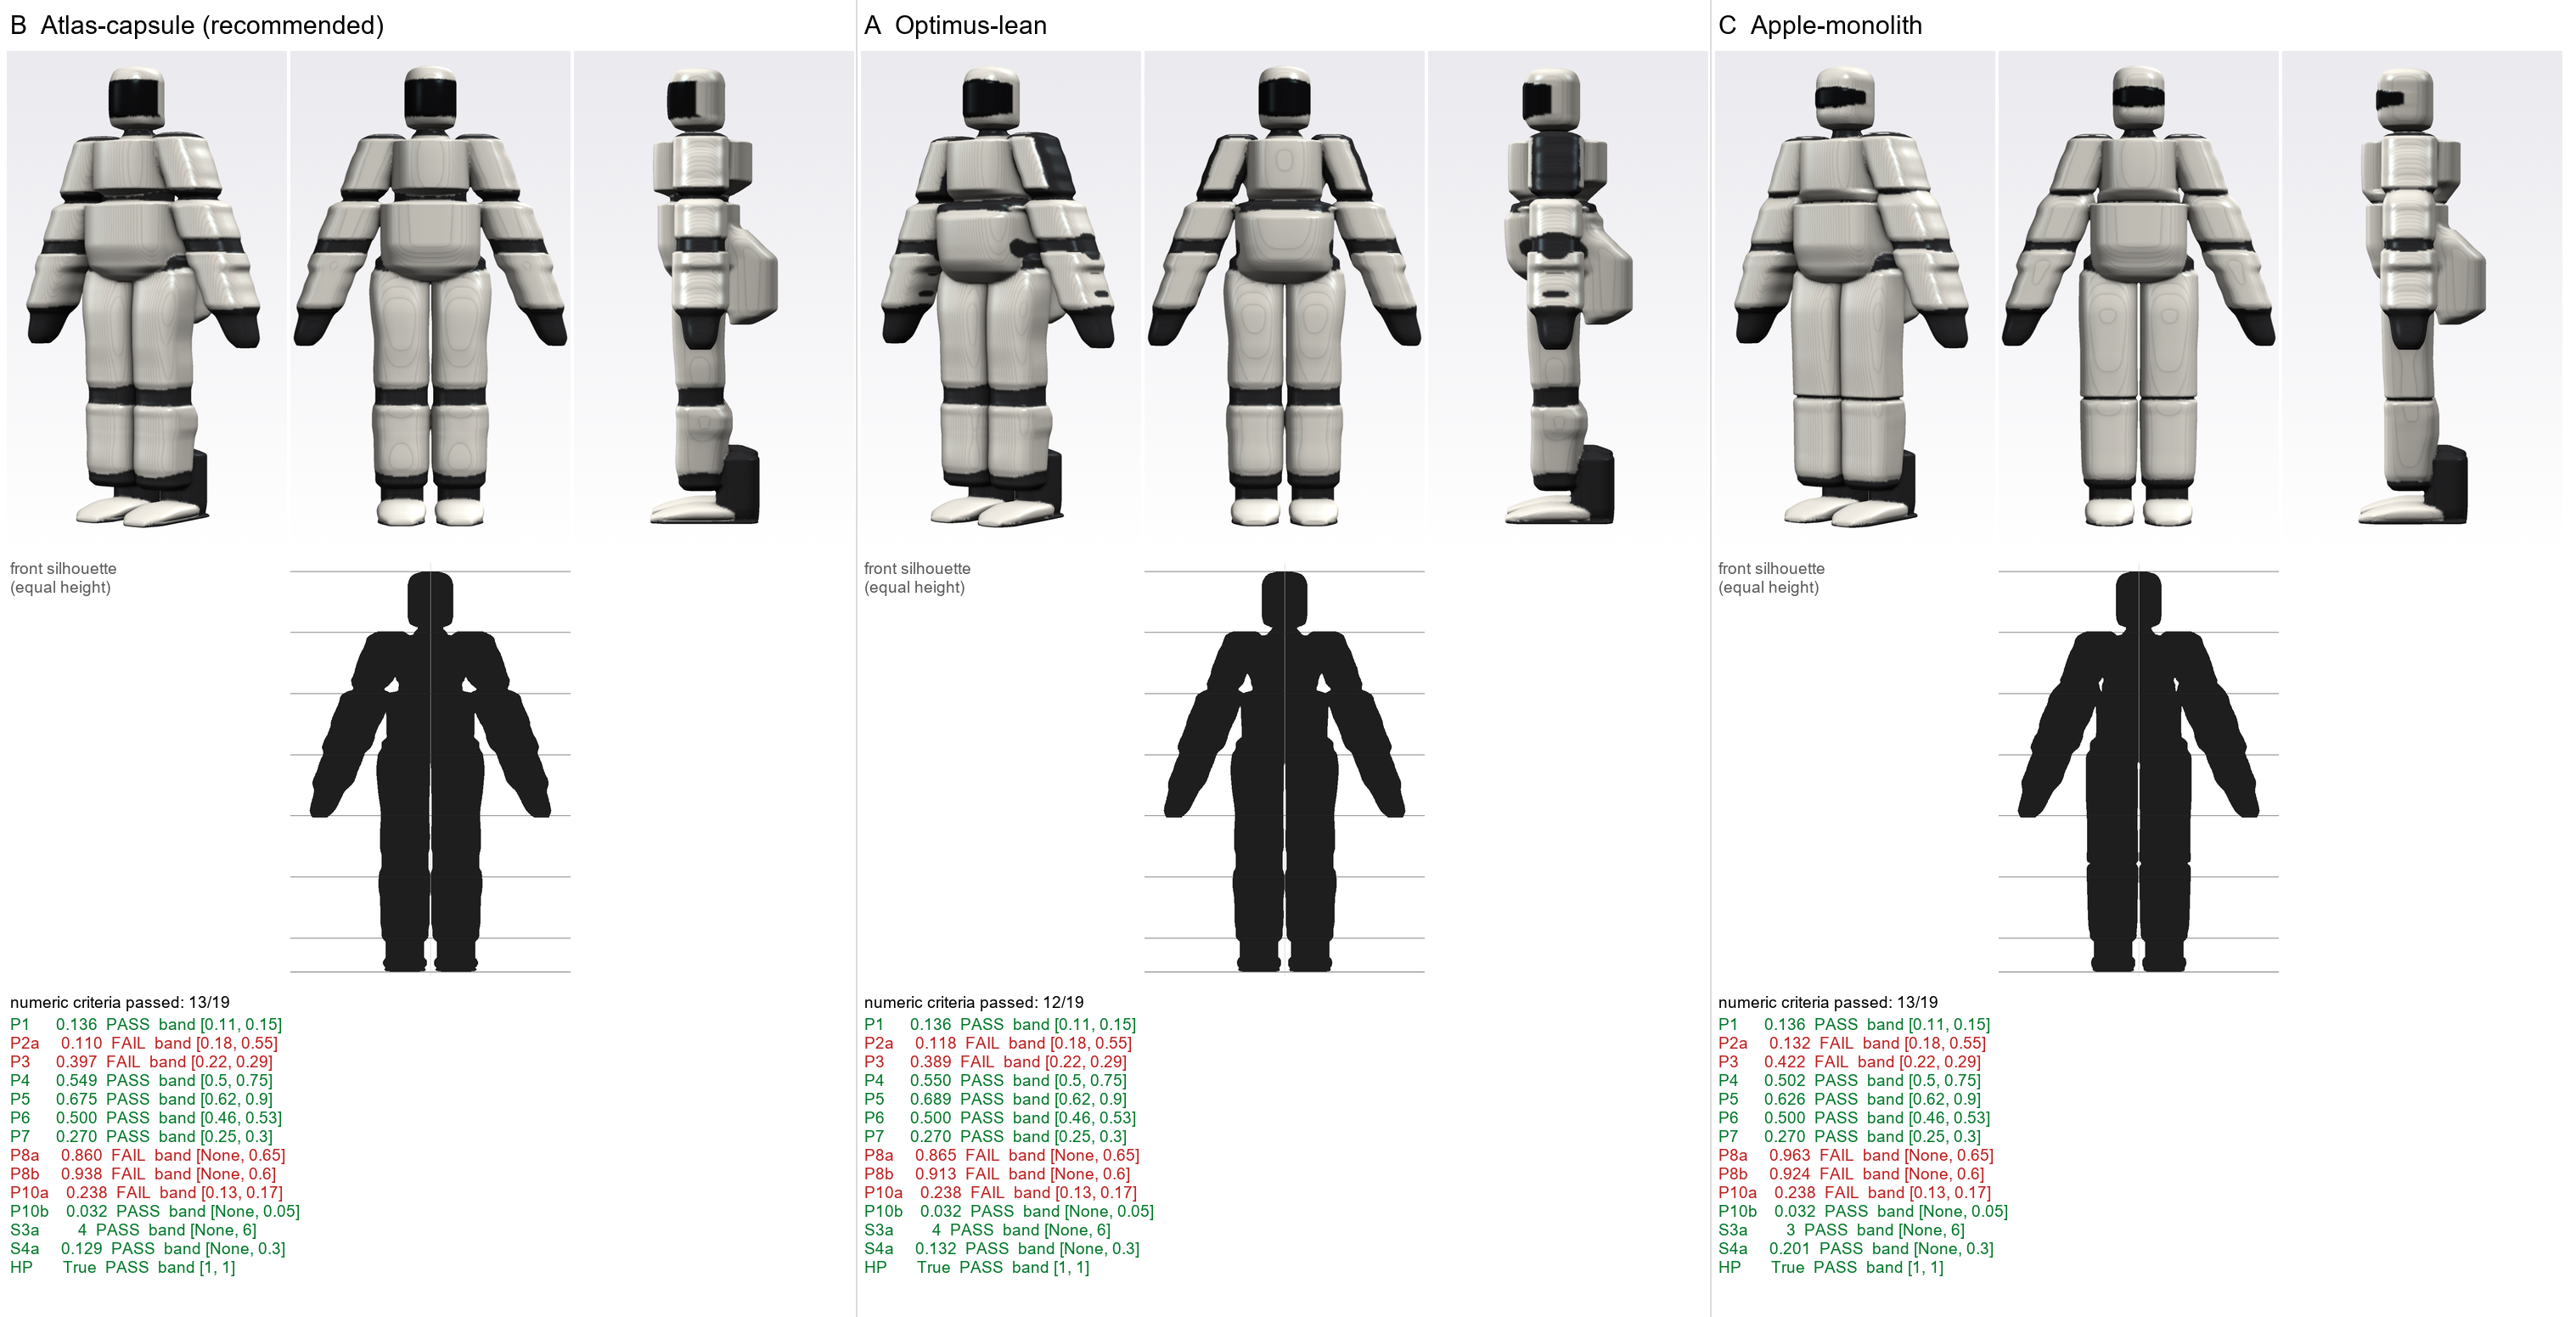 B Atlas-capsule (recommended)
front silhouette
(equal height)
numeric criteria passed: 13/19
P1 0.136 PASS band [0.11, 0.15]
P2a 0.110 FAIL band [0.18, 0.55]
P3 0.397 FAIL band [0.22, 0.29]
P4 0.549 PASS band [0.5, 0.75]
P5 0.675 PASS band [0.62, 0.9]
P6 0.500 PASS band [0.46, 0.53]
P7 0.270 PASS band [0.25, 0.3]
P8a 0.860 FAIL band [None, 0.65]
P8b 0.938 FAIL band [None, 0.6]
P10a 0.238 FAIL band [0.13, 0.17]
P10b 0.032 PASS band [None, 0.05]
S3a 4 PASS band [None, 6]
S4a 0.129 PASS band [None, 0.3]
HP True PASS band [1, 1]
A Optimus-lean
front silhouette
(equal height)
numeric criteria passed: 12/19
P1 0.136 PASS band [0.11, 0.15]
P2a 0.118 FAIL band [0.18, 0.55]
P3 0.389 FAIL band [0.22, 0.29]
P4 0.550 PASS band [0.5, 0.75]
P5 0.689 PASS band [0.62, 0.9]
P6 0.500 PASS band [0.46, 0.53]
P7 0.270 PASS band [0.25, 0.3]
P8a 0.865 FAIL band [None, 0.65]
P8b 0.913 FAIL band [None, 0.6]
P10a 0.238 FAIL band [0.13, 0.17]
P10b 0.032 PASS band [None, 0.05]
S3a 4 PASS band [None, 6]
S4a 0.132 PASS band [None, 0.3]
HP True PASS band [1, 1]
C Apple-monolith
front silhouette
(equal height)
numeric criteria passed: 13/19
P1 0.136 PASS band [0.11, 0.15]
P2a 0.132 FAIL band [0.18, 0.55]
P3 0.422 FAIL band [0.22, 0.29]
P4 0.502 PASS band [0.5, 0.75]
P5 0.626 PASS band [0.62, 0.9]
P6 0.500 PASS band [0.46, 0.53]
P7 0.270 PASS band [0.25, 0.3]
P8a 0.963 FAIL band [None, 0.65]
P8b 0.924 FAIL band [None, 0.6]
P10a 0.238 FAIL band [0.13, 0.17]
P10b 0.032 PASS band [None, 0.05]
S3a 3 PASS band [None, 6]
S4a 0.201 PASS band [None, 0.3]
HP True PASS band [1, 1]